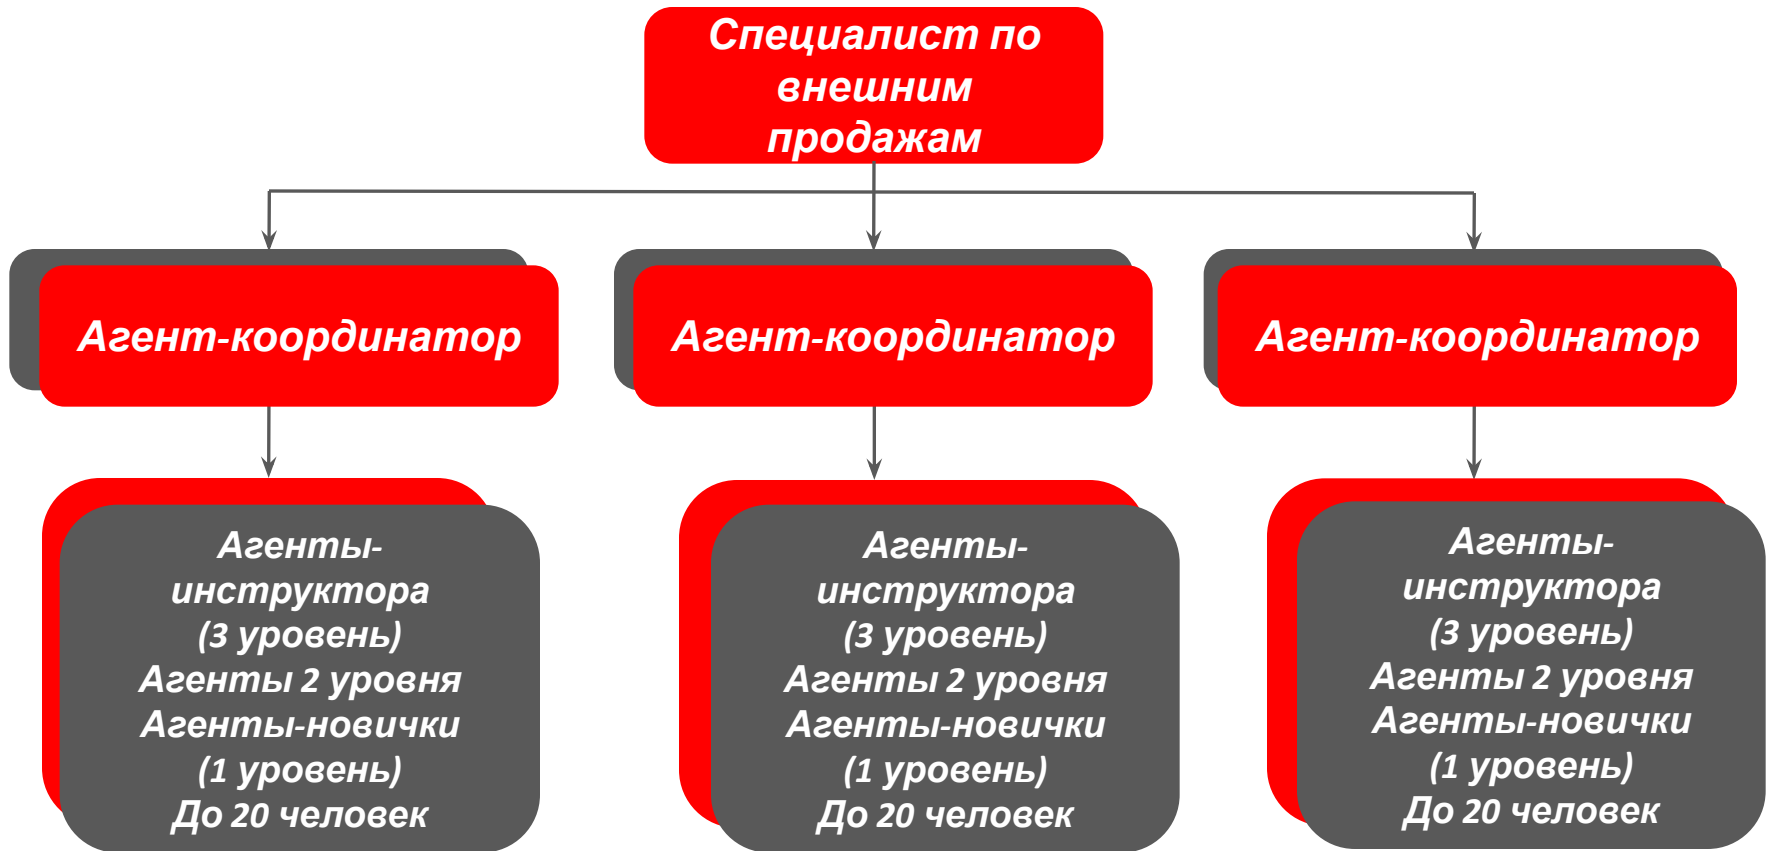 Специалист по
внешним
продажам
Агент-координатор
Агент-координатор
Агент-координатор
Агенты-
инструктора
(3 уровень)
Агенты 2 уровня
Агенты-новички
(1 уровень)
До 20 человек
Агенты-
инструктора
(3 уровень)
Агенты 2 уровня
Агенты-новички
(1 уровень)
До 20 человек
Агенты-
инструктора
(3 уровень)
Агенты 2 уровня
Агенты-новички
(1 уровень)
До 20 человек